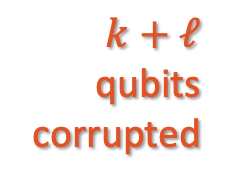 k + ℓ
qubits
corrupted